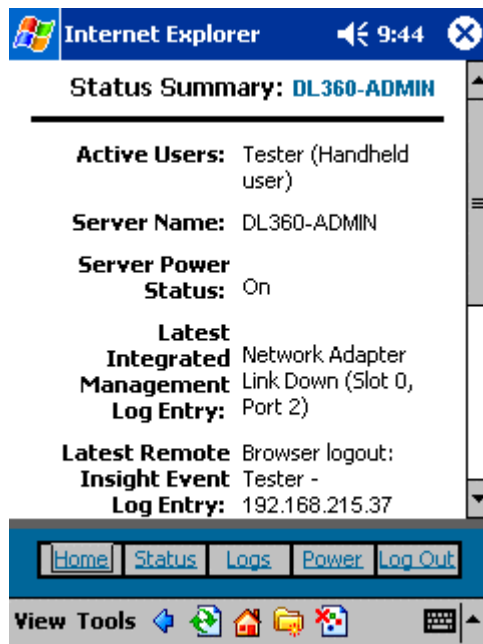 Internet Explorer 9:44
Status Summary: DL360-ADMIN
Active Users: Tester (Handheld
user)
Server Name: DL360-ADMIN
Server Power
Status: On
Latest
Integrated Network Adapter
Management Link Down (Slot 0,
Log Entry: Port 2)
Latest Remote Browser logout:
Insight Event Tester -
Log Entry: 192.168.215.37
Home Status Logs Power Log Out
View Tools